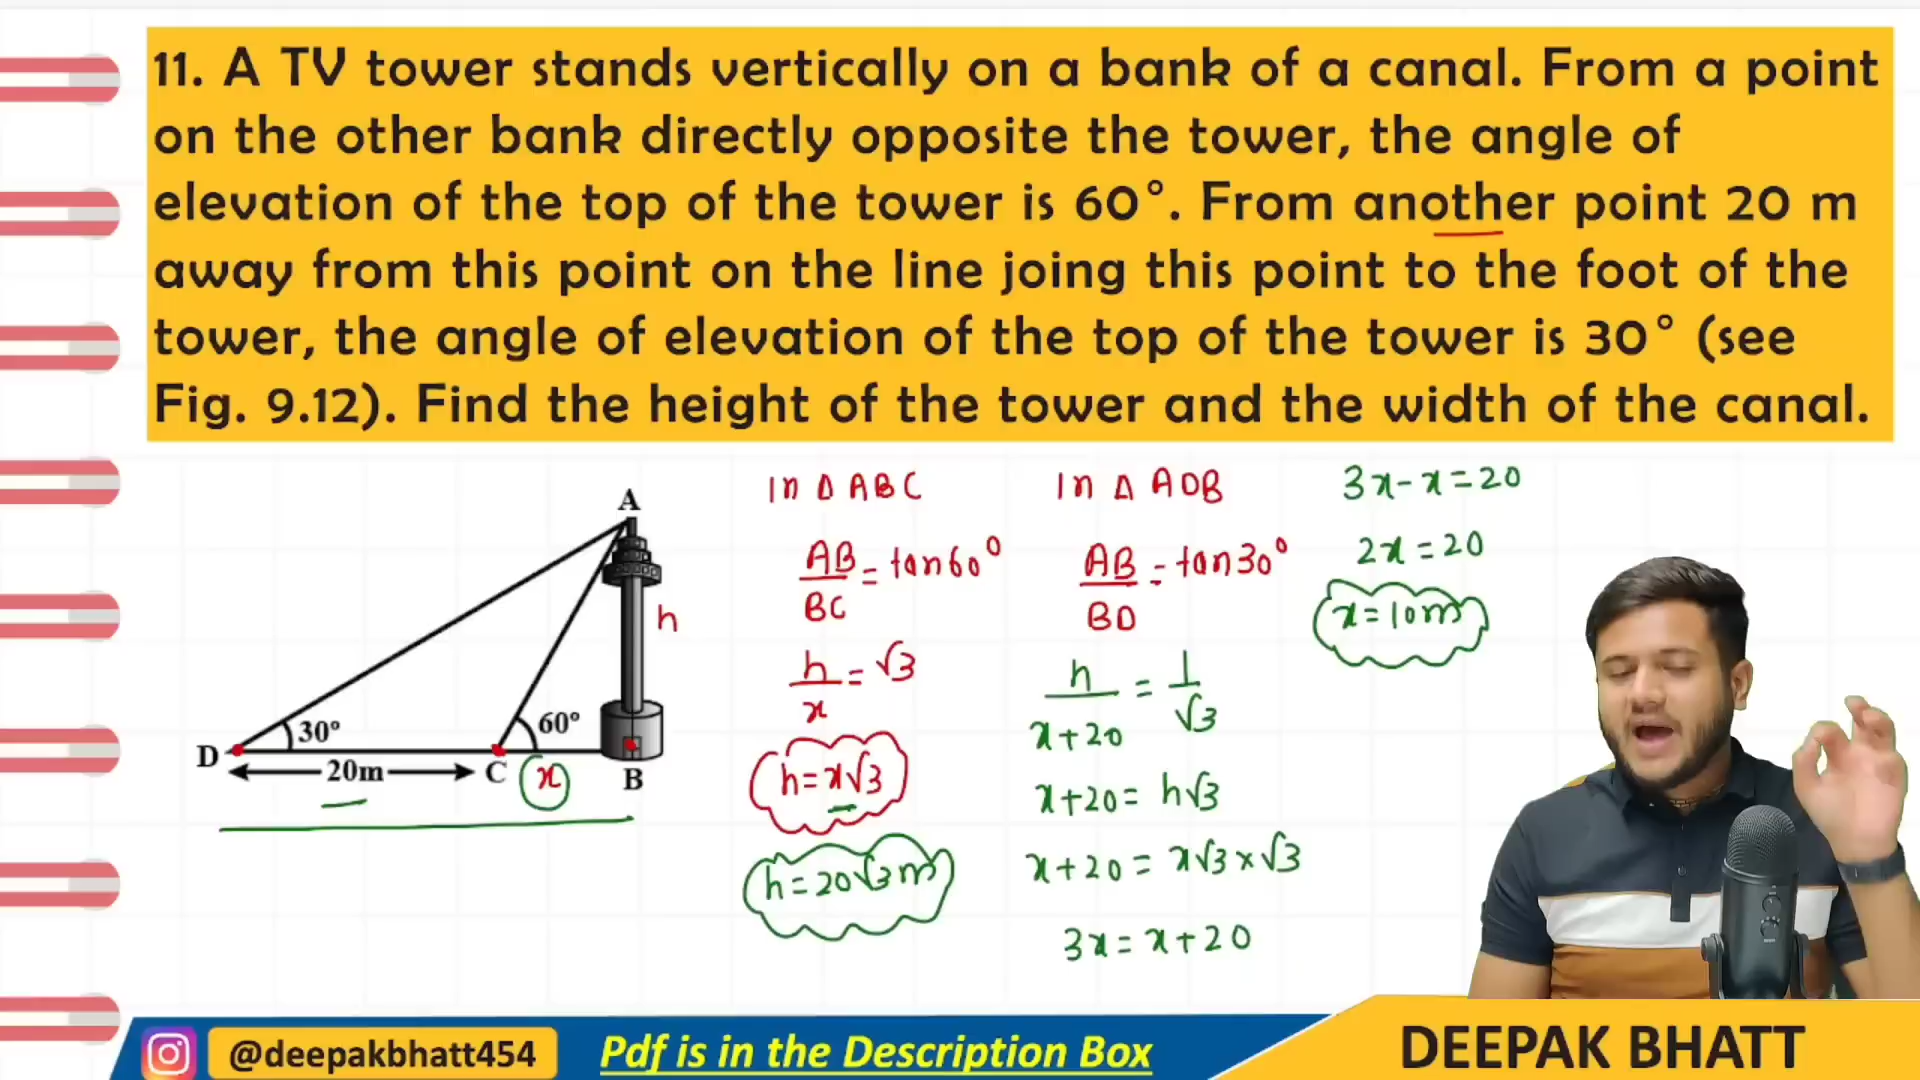 11. A TV tower stands vertically on a bank of a canal. From a point
on the other bank directly opposite the tower, the angle of
elevation of the top of the tower is 60°. From another point 20 m
away from this point on the line joing this point to the foot of the
tower, the angle of elevation of the top of the tower is 30° (see
Fig. 9.12). Find the height of the tower and the width of the canal.
A
h
30°
60°
D
20m
C
x
B
In Δ ABC
AB/BC = tan60°
h/x = √3
h = x√3
h = 20√3 m
In Δ ADB
AB/BD = tan30°
h/x+20 = 1/√3
x+20 = h√3
x+20 = x√3×√3
3x = x+20
3x-x=20
2x=20
x=10m
@deepakbhatt454
Pdf is in the Description Box
DEEPAK BHATT